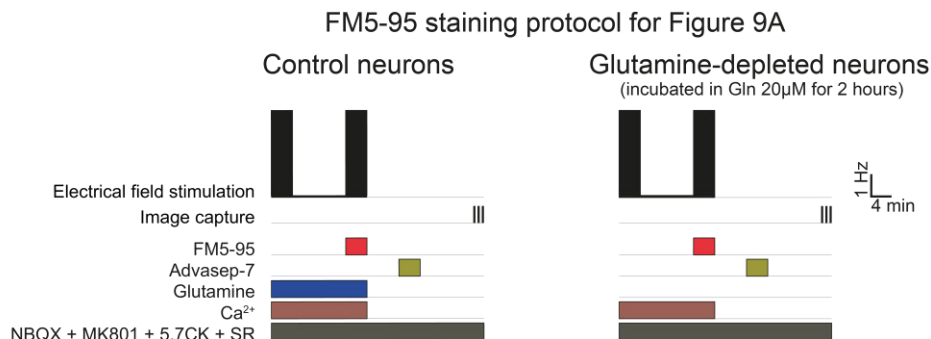 FM5-95 staining protocol for Figure 9A
Control neurons
Glutamine-depleted neurons
(incubated in Gln 20µM for 2 hours)
Electrical field stimulation
Image capture
FM5-95
Advasep-7
Glutamine
Ca²⁺
NBQX + MK801 + 5,7CK + SR
1 Hz
4 min